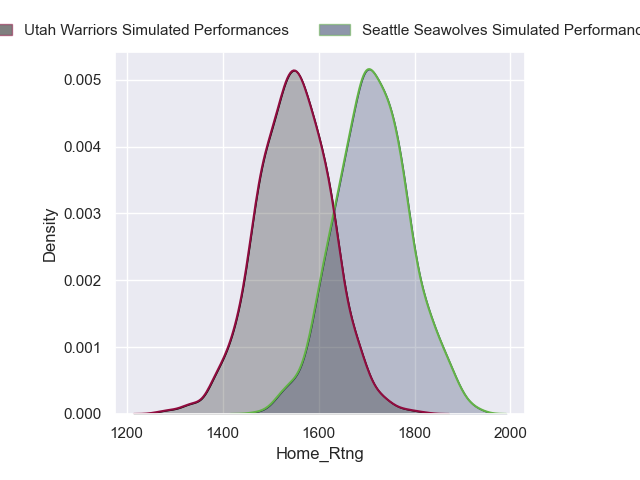 Utah Warriors Simulated Performances
Seattle Seawolves Simulated
Density
0.005
0.004
0.003
0.002
0.001
0.000
1200 1400 1600 1800 2000
Home_Rtng